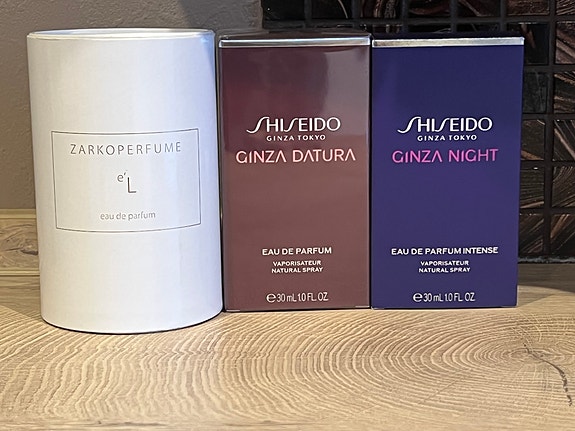 ZARKOPERFUME
e'L
eau de parfum
SHISEIDO
GINZA TOKYO
GINZA DATURA
EAU DE PARFUM
VAPORISATEUR
NATURAL SPRAY
℮ 30 mL 1.0 FL. OZ.
SHISEIDO
GINZA TOKYO
GINZA NIGHT
EAU DE PARFUM INTENSE
VAPORISATEUR
NATURAL SPRAY
℮ 30 mL 1.0 FL. OZ.